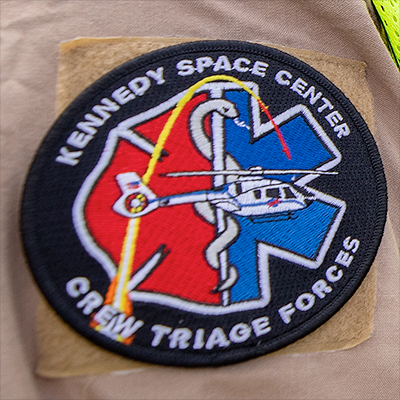 KENNEDY SPACE CENTER
CREW TRIAGE FORCES